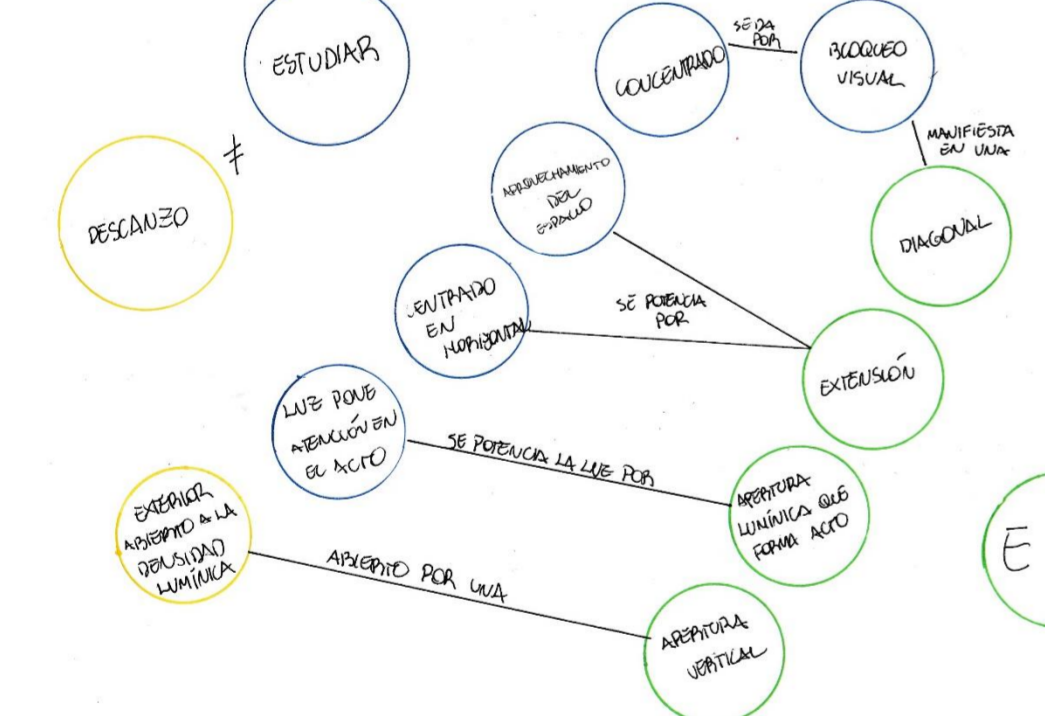 ESTUDIAR
≠
DESCANZO
CONCENTRADO
SE DA
POR
BLOQUEO
VISUAL
MANIFIESTA
EN UNA
DIAGONAL
APROVECHAMIENTO
DEL
ESPACIO
CENTRADO
EN
HORIZONTAL
SE POTENCIA
POR
EXTENSIÓN
LUZ PONE
ATENCIÓN EN
EL ACTO
SE POTENCIA LA LUZ POR
APERTURA
LUMÍNICA QUE
FORMA ACTO
EXTERIOR
ABIERTO A LA
DENSIDAD
LUMÍNICA
ABIERTO POR UNA
APERTURA
VERTICAL
E